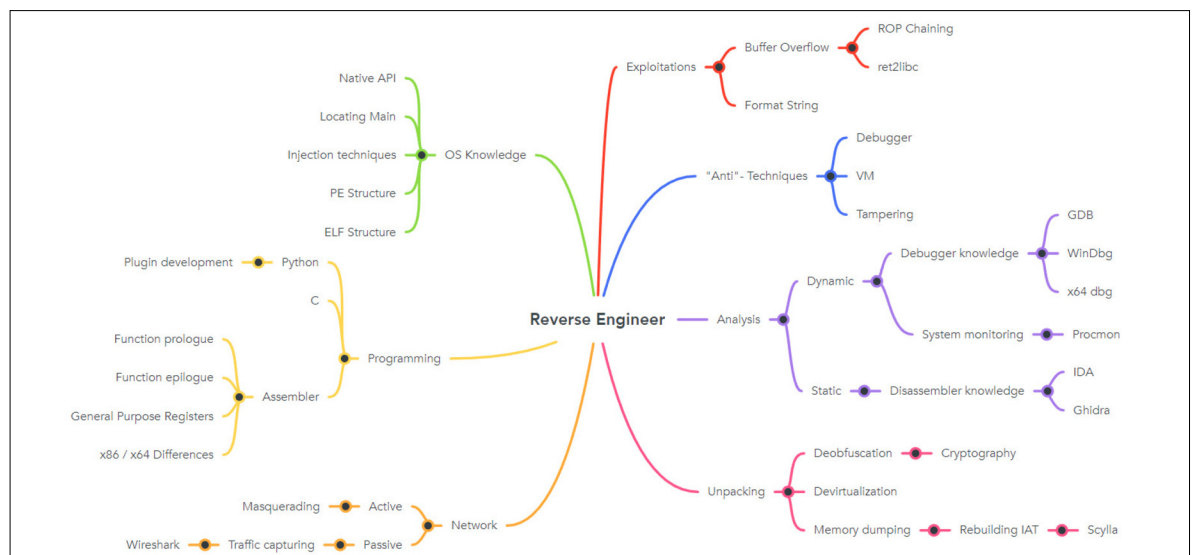 Reverse Engineer
Exploitations
Buffer Overflow
ROP Chaining
ret2libc
Format String
"Anti"- Techniques
Debugger
VM
Tampering
Analysis
Dynamic
Debugger knowledge
GDB
WinDbg
x64 dbg
System monitoring
Procmon
Static
Disassembler knowledge
IDA
Ghidra
Unpacking
Deobfuscation
Cryptography
Devirtualization
Memory dumping
Rebuilding IAT
Scylla
OS Knowledge
Native API
Locating Main
Injection techniques
PE Structure
ELF Structure
Programming
Python
Plugin development
C
Assembler
Function prologue
Function epilogue
General Purpose Registers
x86 / x64 Differences
Network
Active
Masquerading
Passive
Traffic capturing
Wireshark